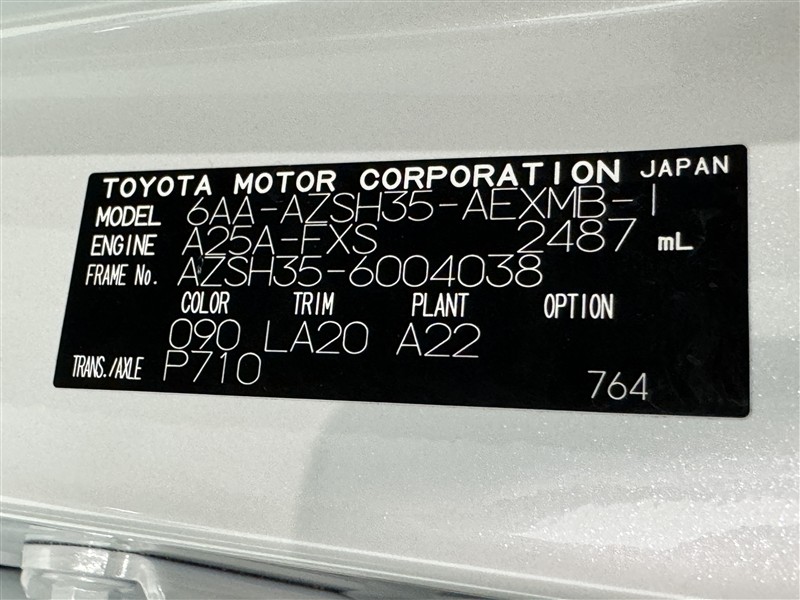 TOYOTA MOTOR CORPORATION JAPAN
MODEL 6AA-AZSH35-AEXMB-I
ENGINE A25A-FXS 2487 mL
FRAME No. AZSH35-6004038
COLOR TRIM PLANT OPTION
090 LA20 A22
TRANS./AXLE P710
764